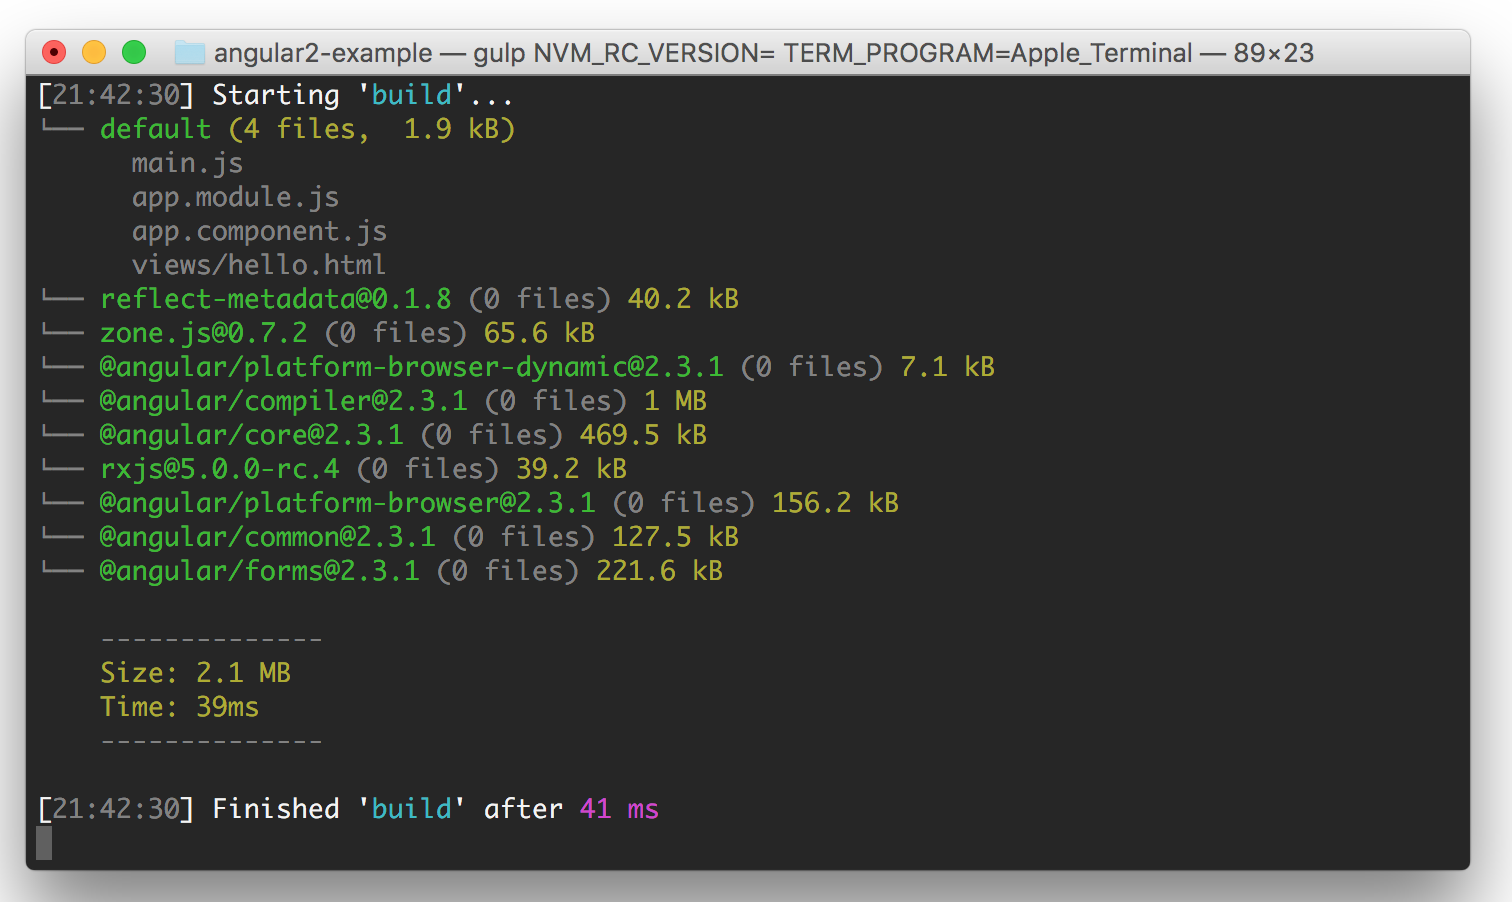 angular2-example — gulp NVM_RC_VERSION= TERM_PROGRAM=Apple_Terminal — 89×23
[21:42:30] Starting 'build'...
└── default (4 files,  1.9 kB)
      main.js
      app.module.js
      app.component.js
      views/hello.html
└── reflect-metadata@0.1.8 (0 files) 40.2 kB
└── zone.js@0.7.2 (0 files) 65.6 kB
└── @angular/platform-browser-dynamic@2.3.1 (0 files) 7.1 kB
└── @angular/compiler@2.3.1 (0 files) 1 MB
└── @angular/core@2.3.1 (0 files) 469.5 kB
└── rxjs@5.0.0-rc.4 (0 files) 39.2 kB
└── @angular/platform-browser@2.3.1 (0 files) 156.2 kB
└── @angular/common@2.3.1 (0 files) 127.5 kB
└── @angular/forms@2.3.1 (0 files) 221.6 kB
    --------------
    Size: 2.1 MB
    Time: 39ms
    --------------
[21:42:30] Finished 'build' after 41 ms